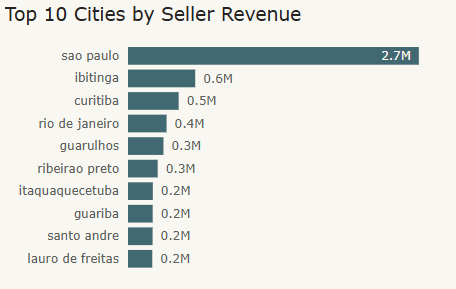 Top 10 Cities by Seller Revenue
sao paulo 2.7M
ibitinga 0.6M
curitiba 0.5M
rio de janeiro 0.4M
guarulhos 0.3M
ribeirao preto 0.3M
itaquaquecetuba 0.2M
guariba 0.2M
santo andre 0.2M
lauro de freitas 0.2M